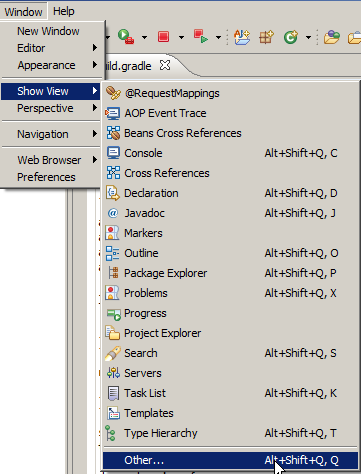 Window Help
New Window
Editor
Appearance
Show View
Perspective
Navigation
Web Browser
Preferences
ild.gradle
@RequestMappings
AOP Event Trace
Beans Cross References
Console Alt+Shift+Q, C
Cross References
Declaration Alt+Shift+Q, D
Javadoc Alt+Shift+Q, J
Markers
Outline Alt+Shift+Q, O
Package Explorer Alt+Shift+Q, P
Problems Alt+Shift+Q, X
Progress
Project Explorer
Search Alt+Shift+Q, S
Servers
Task List Alt+Shift+Q, K
Templates
Type Hierarchy Alt+Shift+Q, T
Other... Alt+Shift+Q, Q